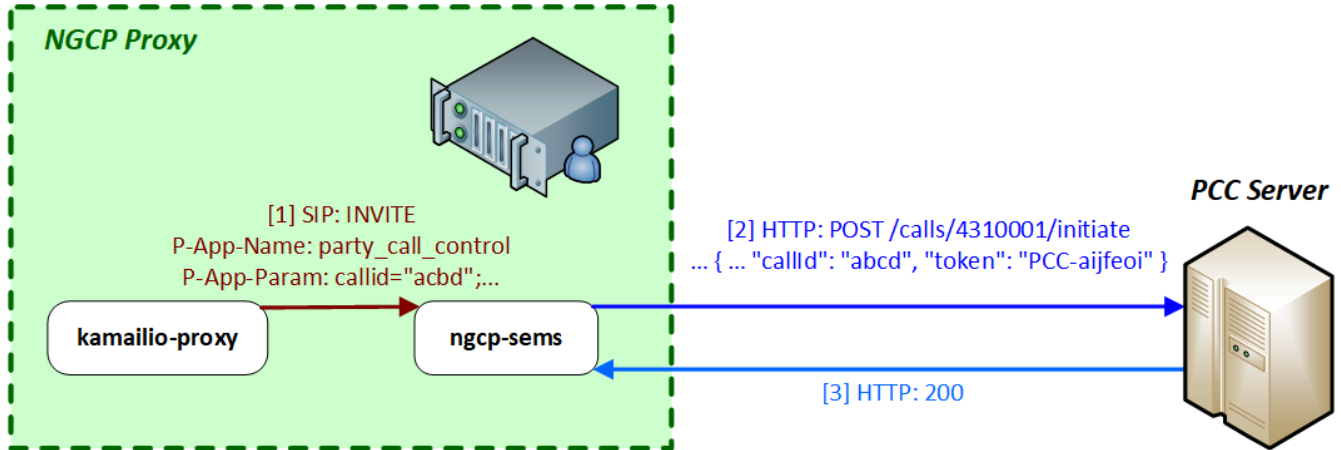 NGCP Proxy
[1] SIP: INVITE
P-App-Name: party_call_control
P-App-Param: callid="acbd";...
kamailio-proxy
ngcp-sems
PCC Server
[2] HTTP: POST /calls/4310001/initiate
... { ... "callId": "abcd", "token": "PCC-aijfeoi" }
[3] HTTP: 200